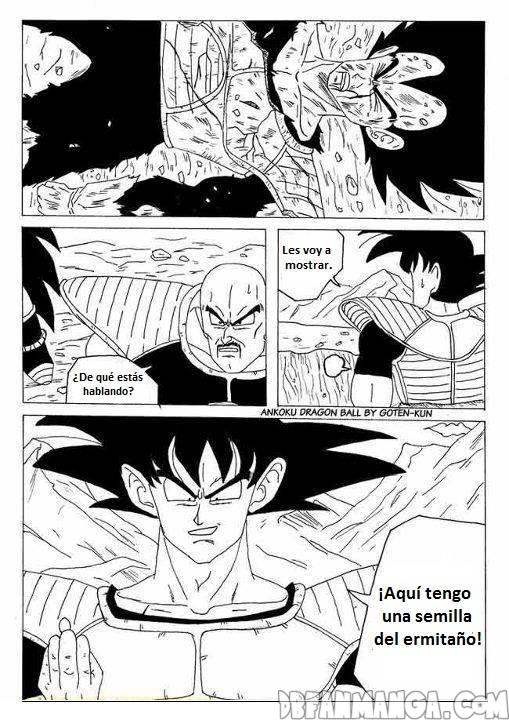 ¿De qué estás
hablando?
Les voy a
mostrar.
ANKOKU DRAGON BALL BY GOTEN-KUN
¡Aquí tengo
una semilla
del ermitaño!
DBFANMANGA.COM